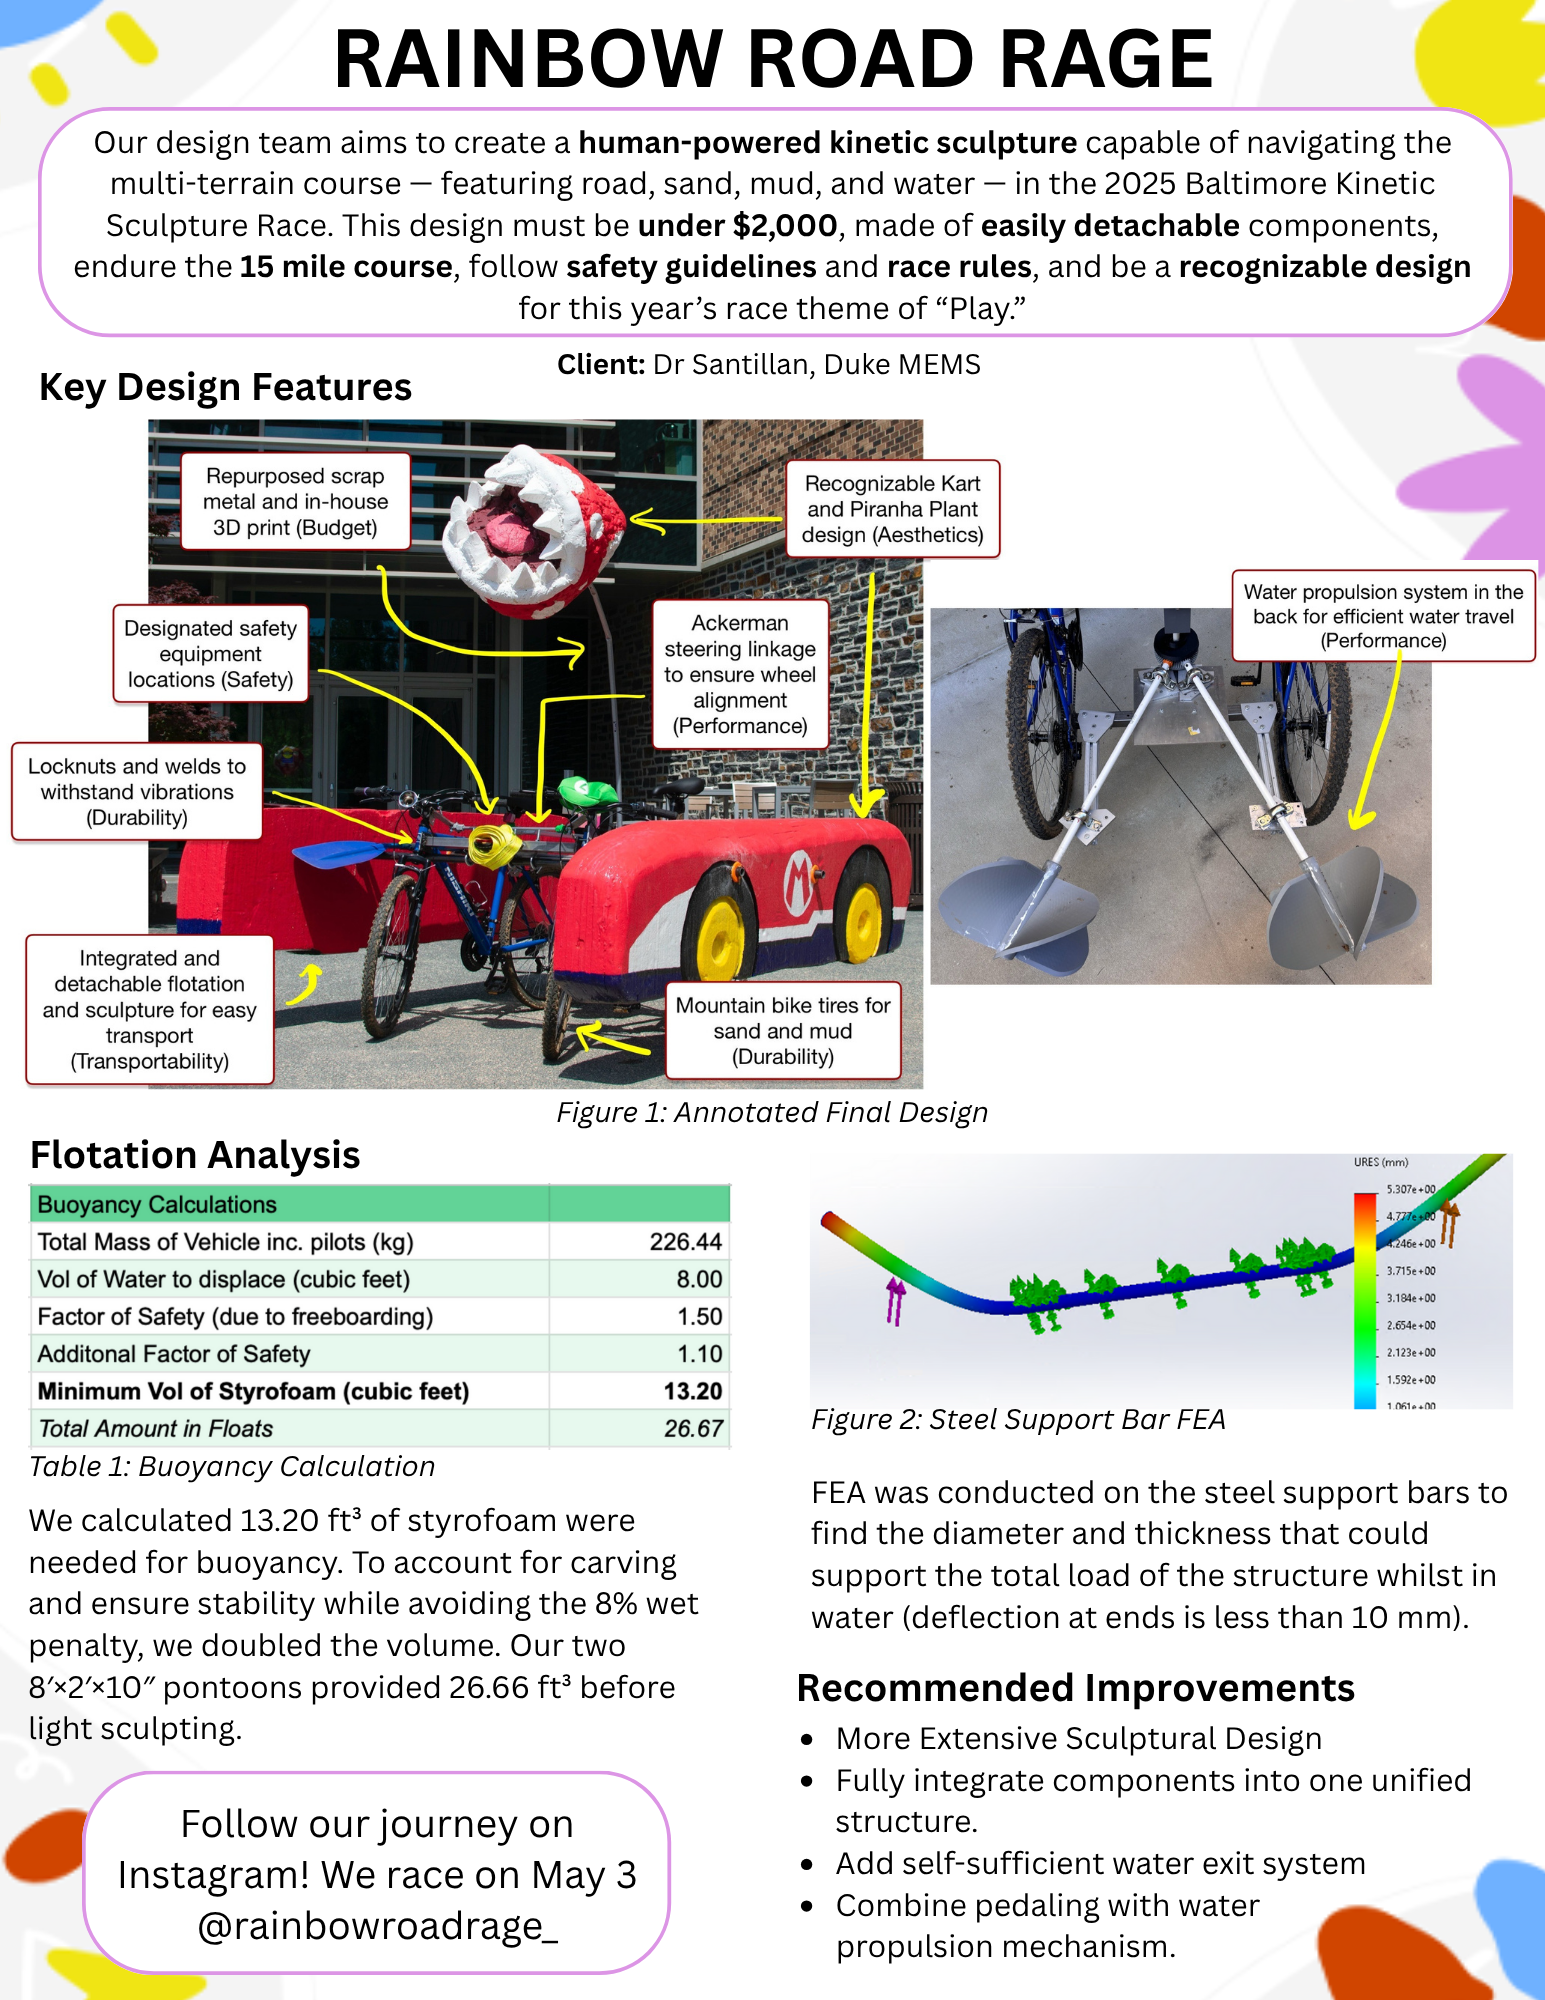 RAINBOW ROAD RAGE
Our design team aims to create a human-powered kinetic sculpture capable of navigating the
multi-terrain course — featuring road, sand, mud, and water — in the 2025 Baltimore Kinetic
Sculpture Race. This design must be under $2,000, made of easily detachable components,
endure the 15 mile course, follow safety guidelines and race rules, and be a recognizable design
for this year’s race theme of “Play.”
Client: Dr Santillan, Duke MEMS
Key Design Features
Repurposed scrap
metal and in-house
3D print (Budget)
Recognizable Kart
and Piranha Plant
design (Aesthetics)
Designated safety
equipment
locations (Safety)
Ackerman
steering linkage
to ensure wheel
alignment
(Performance)
Water propulsion system in the
back for efficient water travel
(Performance)
Locknuts and welds to
withstand vibrations
(Durability)
NISHIKI
M
Integrated and
detachable flotation
and sculpture for easy
transport
(Transportability)
Mountain bike tires for
sand and mud
(Durability)
Figure 1: Annotated Final Design
Flotation Analysis
Buoyancy Calculations
Total Mass of Vehicle inc. pilots (kg) 226.44
Vol of Water to displace (cubic feet) 8.00
Factor of Safety (due to freeboarding) 1.50
Additonal Factor of Safety 1.10
Minimum Vol of Styrofoam (cubic feet) 13.20
Total Amount in Floats 26.67
Table 1: Buoyancy Calculation
We calculated 13.20 ft³ of styrofoam were
needed for buoyancy. To account for carving
and ensure stability while avoiding the 8% wet
penalty, we doubled the volume. Our two
8′×2′×10″ pontoons provided 26.66 ft³ before
light sculpting.
Follow our journey on
Instagram! We race on May 3
@rainbowroadrage_
URES (mm)
5.307e+00
4.777e+00
4.246e+00
3.715e+00
3.184e+00
2.654e+00
2.123e+00
1.592e+00
1.061e+00
Figure 2: Steel Support Bar FEA
FEA was conducted on the steel support bars to
find the diameter and thickness that could
support the total load of the structure whilst in
water (deflection at ends is less than 10 mm).
Recommended Improvements
• More Extensive Sculptural Design
• Fully integrate components into one unified
structure.
• Add self-sufficient water exit system
• Combine pedaling with water
propulsion mechanism.